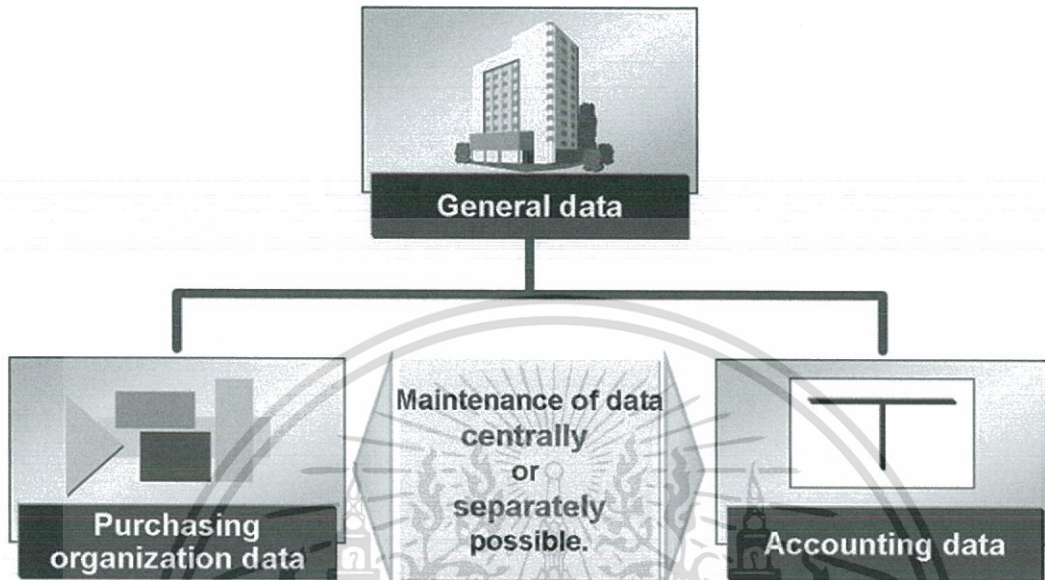 General data
Purchasing
organization data
Maintenance of data
centrally
or
separately
possible.
Accounting data